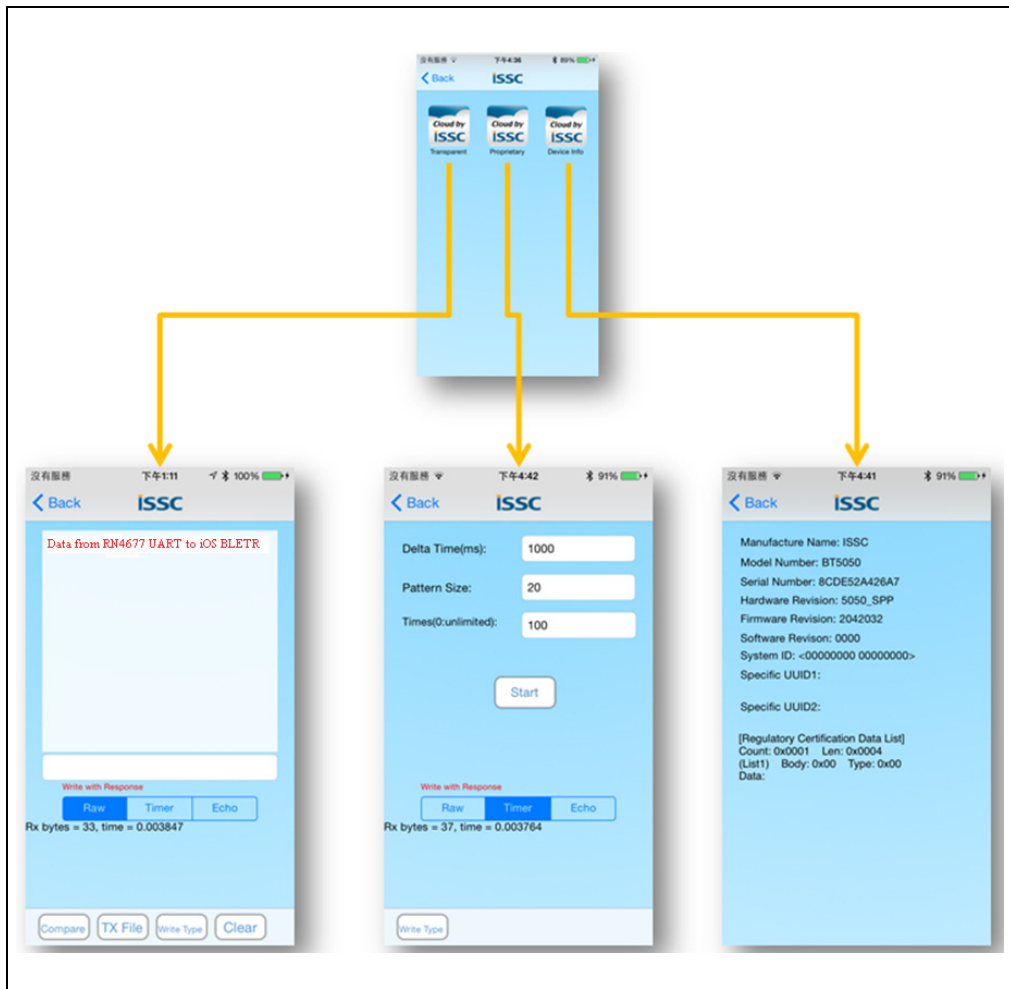 沒有服務 下午4:36 89%
Back ISSC
Cloud by ISSC Cloud by ISSC Cloud by ISSC
Transparent Proprietary Device Info
沒有服務 下午1:11 100%
Back ISSC
Data from RN4677 UART to iOS BLETR
Write with Response
Raw Timer Echo
Rx bytes = 33, time = 0.003847
Compare TX File Write Type Clear
沒有服務 下午4:42 91%
Back ISSC
Delta Time(ms): 1000
Pattern Size: 20
Times(0:unlimited): 100
Start
Write with Response
Raw Timer Echo
Rx bytes = 37, time = 0.003764
Write Type
沒有服務 下午4:41 91%
Back ISSC
Manufacture Name: ISSC
Model Number: BT5050
Serial Number: 8CDE52A426A7
Hardware Revision: 5050_SPP
Firmware Revision: 2042032
Software Revison: 0000
System ID: <00000000 00000000>
Specific UUID1:
Specific UUID2:
[Regulatory Certification Data List]
Count: 0x0001 Len: 0x0004
(List1) Body: 0x00 Type: 0x00
Data: